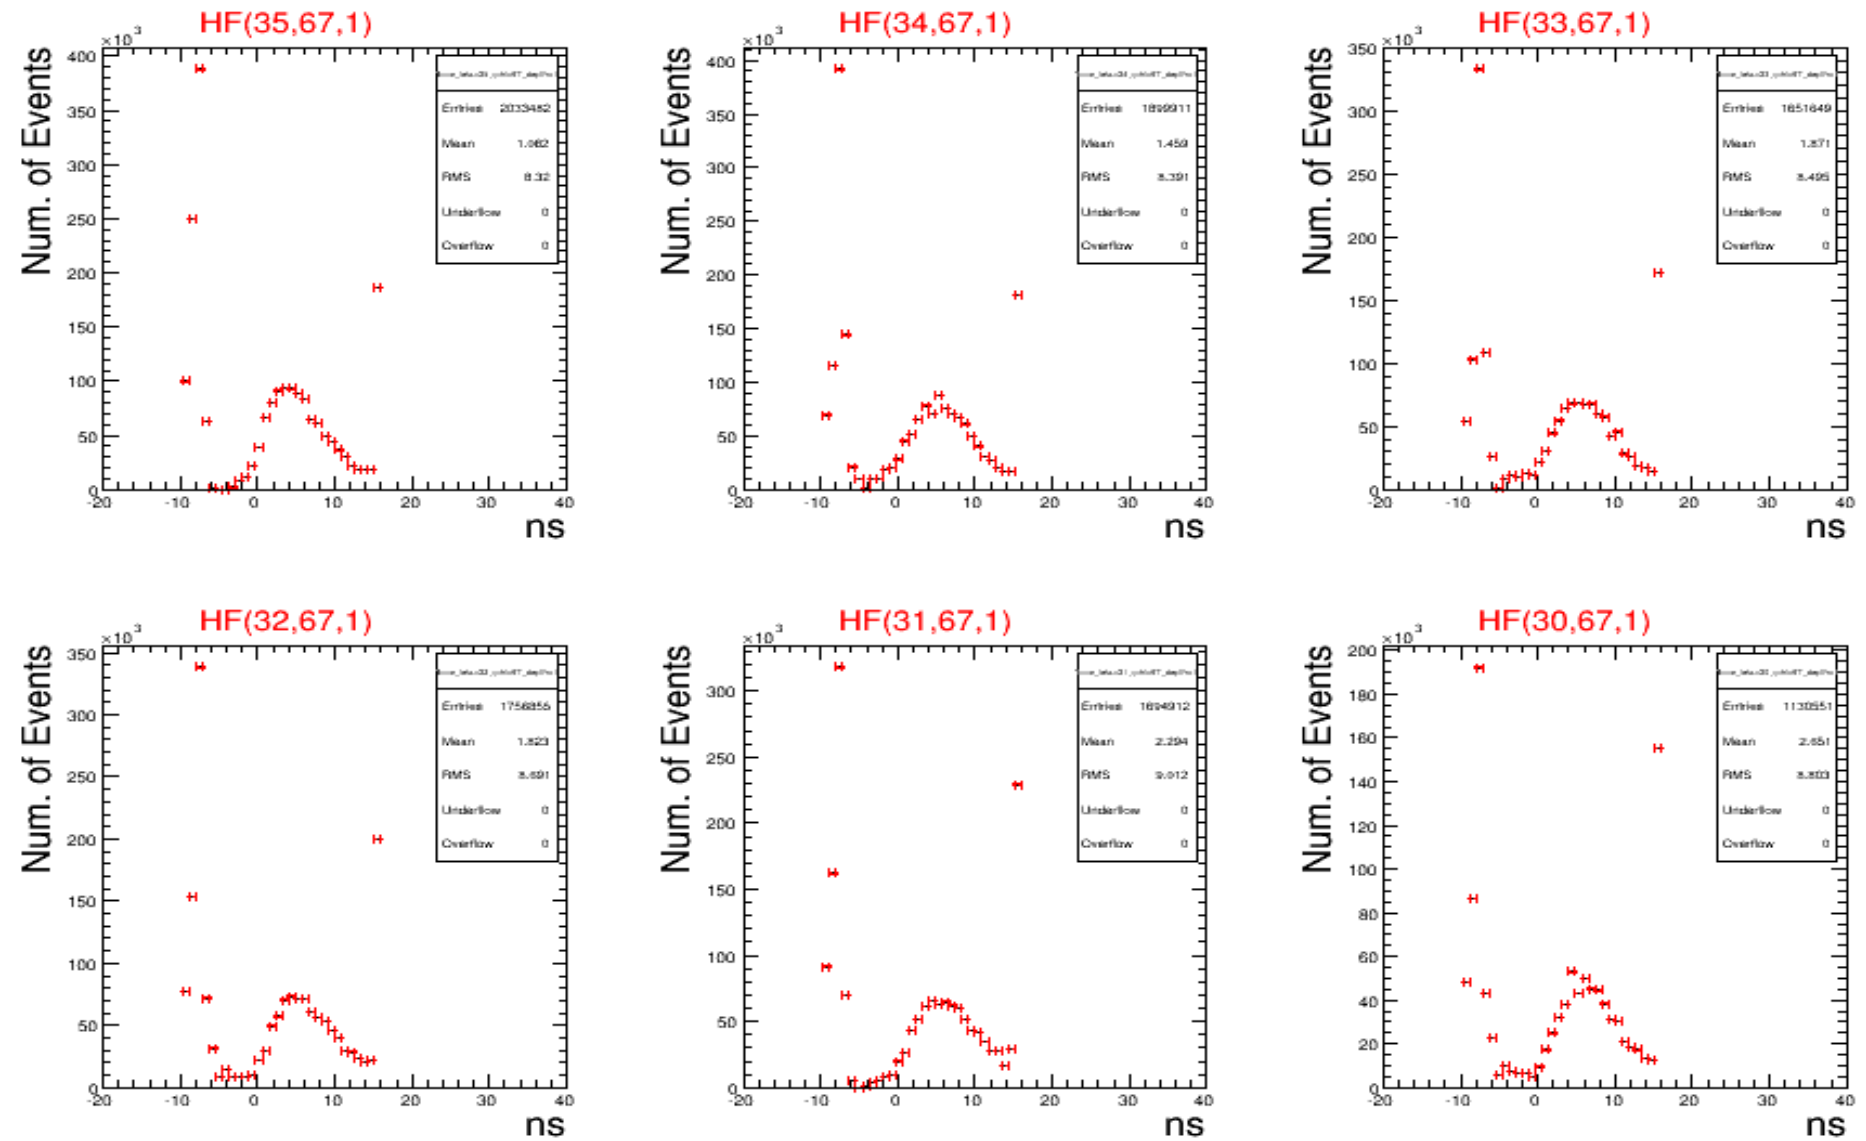 HF(35,67,1)
×10³
Num. of Events
400
350
300
250
200
150
100
50
0
-20 -10 0 10 20 30 40
ns
Entries 2033482
Mean 1.082
RMS 8.32
Underflow 0
Overflow 0
HF(34,67,1)
×10³
Num. of Events
400
350
300
250
200
150
100
50
0
-20 -10 0 10 20 30 40
ns
Entries 1899911
Mean 1.459
RMS 8.391
Underflow 0
Overflow 0
HF(33,67,1)
×10³
Num. of Events
350
300
250
200
150
100
50
0
-20 -10 0 10 20 30 40
ns
Entries 1651649
Mean 1.871
RMS 8.495
Underflow 0
Overflow 0
HF(32,67,1)
×10³
Num. of Events
350
300
250
200
150
100
50
0
-20 -10 0 10 20 30 40
ns
Entries 1756855
Mean 1.823
RMS 8.691
Underflow 0
Overflow 0
HF(31,67,1)
×10³
Num. of Events
300
250
200
150
100
50
0
-20 -10 0 10 20 30 40
ns
Entries 1694912
Mean 2.294
RMS 9.012
Underflow 0
Overflow 0
HF(30,67,1)
×10³
Num. of Events
200
180
160
140
120
100
80
60
40
20
0
-20 -10 0 10 20 30 40
ns
Entries 1130551
Mean 2.651
RMS 8.803
Underflow 0
Overflow 0